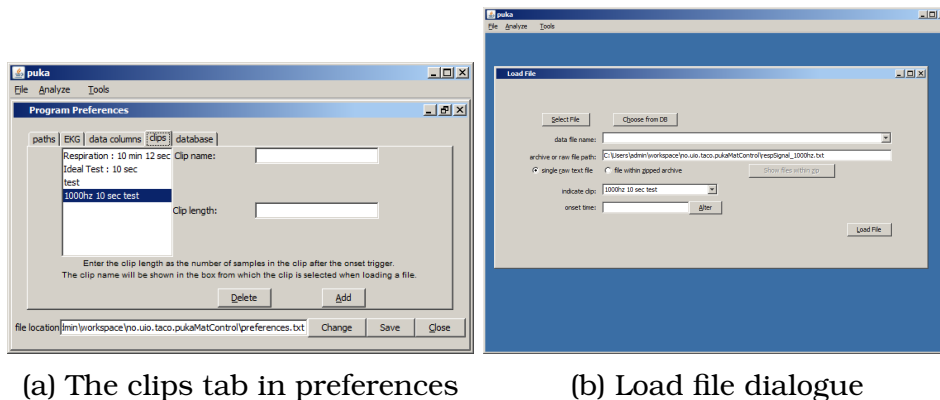 puka
File Analyze Tools
Program Preferences
paths EKG data columns clips database
Respiration : 10 min 12 sec Clip name:
Ideal Test : 10 sec
test
1000hz 10 sec test
Clip length:
Enter the clip length as the number of samples in the clip after the onset trigger.
The clip name will be shown in the box from which the clip is selected when loading a file.
Delete Add
file location lmin\workspace\no.uio.taco.pukaMatControl\preferences.txt Change Save Close
(a) The clips tab in preferences
puka
File Analyze Tools
Load File
Select File Choose from DB
data file name:
archive or raw file path: C:\Users\admin\workspace\no.uio.taco.pukaMatControl\respSignal_1000hz.txt
single raw text file file within zipped archive Show files within zip
indicate clip: 1000hz 10 sec test
onset time: Alter
Load File
(b) Load file dialogue